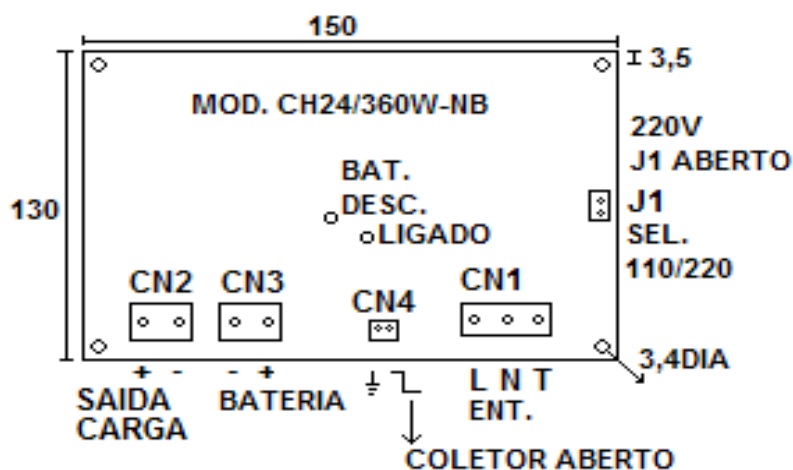 150
3,5
MOD. CH24/360W-NB
220V
J1 ABERTO
BAT.
DESC.
LIGADO
130
J1
SEL.
110/220
CN2
CN3
CN4
CN1
+ -
- +
L N T
3,4DIA
SAIDA
CARGA
BATERIA
ENT.
COLETOR ABERTO